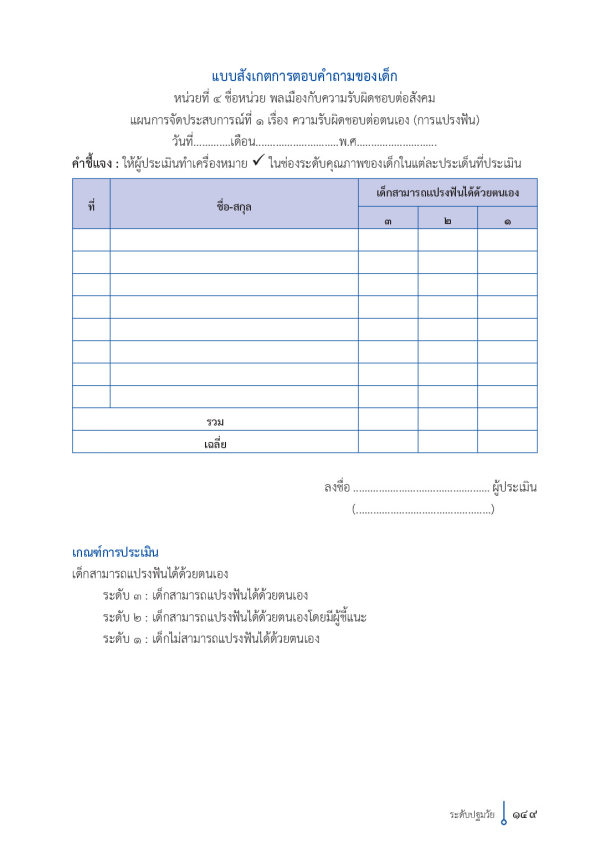 แบบสังเกตการตอบคำถามของเด็ก
หน่วยที่ ๔ ชื่อหน่วย พลเมืองกับความรับผิดชอบต่อสังคม
แผนการจัดประสบการณ์ที่ ๑ เรื่อง ความรับผิดชอบต่อตนเอง (การแปรงฟัน)
วันที่.............เดือน.............................พ.ศ............................
คำชี้แจง : ให้ผู้ประเมินทำเครื่องหมาย ✓ ในช่องระดับคุณภาพของเด็กในแต่ละประเด็นที่ประเมิน
ที่ ชื่อ-สกุล เด็กสามารถแปรงฟันได้ด้วยตนเอง
๓ ๒ ๑
รวม
เฉลี่ย
ลงชื่อ ................................................ ผู้ประเมิน
(................................................)
เกณฑ์การประเมิน
เด็กสามารถแปรงฟันได้ด้วยตนเอง
ระดับ ๓ : เด็กสามารถแปรงฟันได้ด้วยตนเอง
ระดับ ๒ : เด็กสามารถแปรงฟันได้ด้วยตนเองโดยมีผู้ชี้แนะ
ระดับ ๑ : เด็กไม่สามารถแปรงฟันได้ด้วยตนเอง
ระดับปฐมวัย ๑๔๙